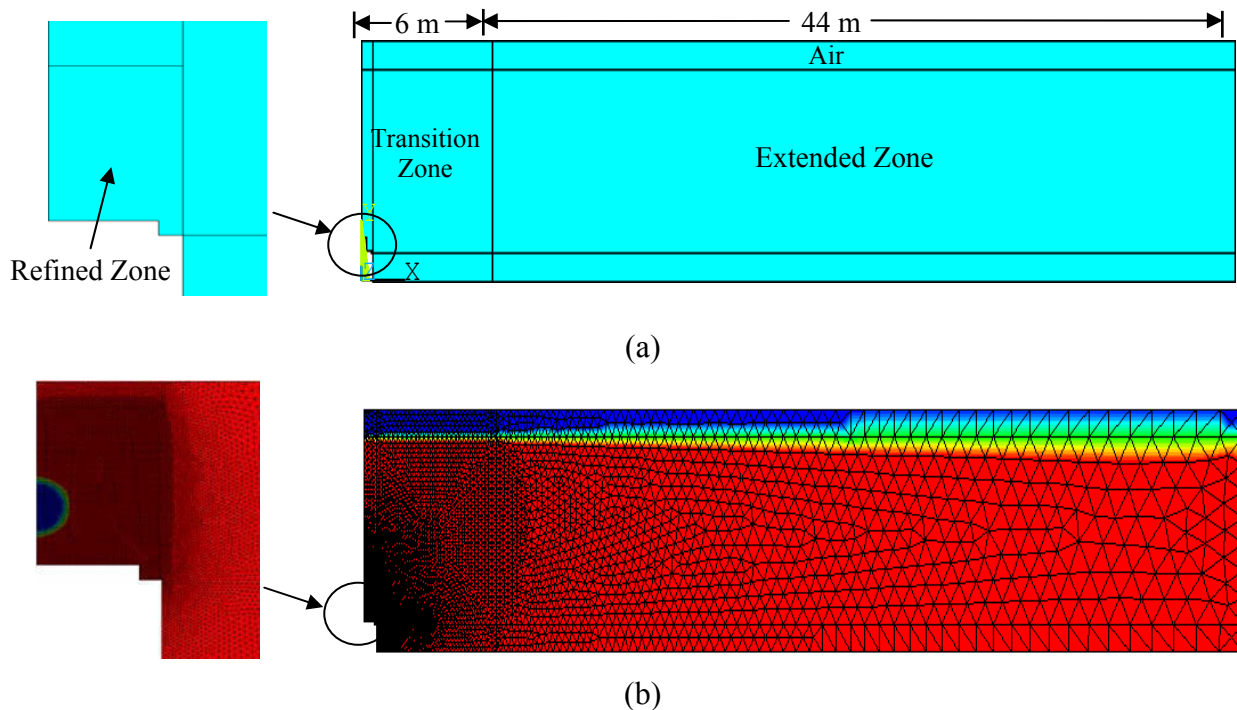 6 m
44 m
Air
Transition
Zone
Extended Zone
Refined Zone
X
(a)
(b)